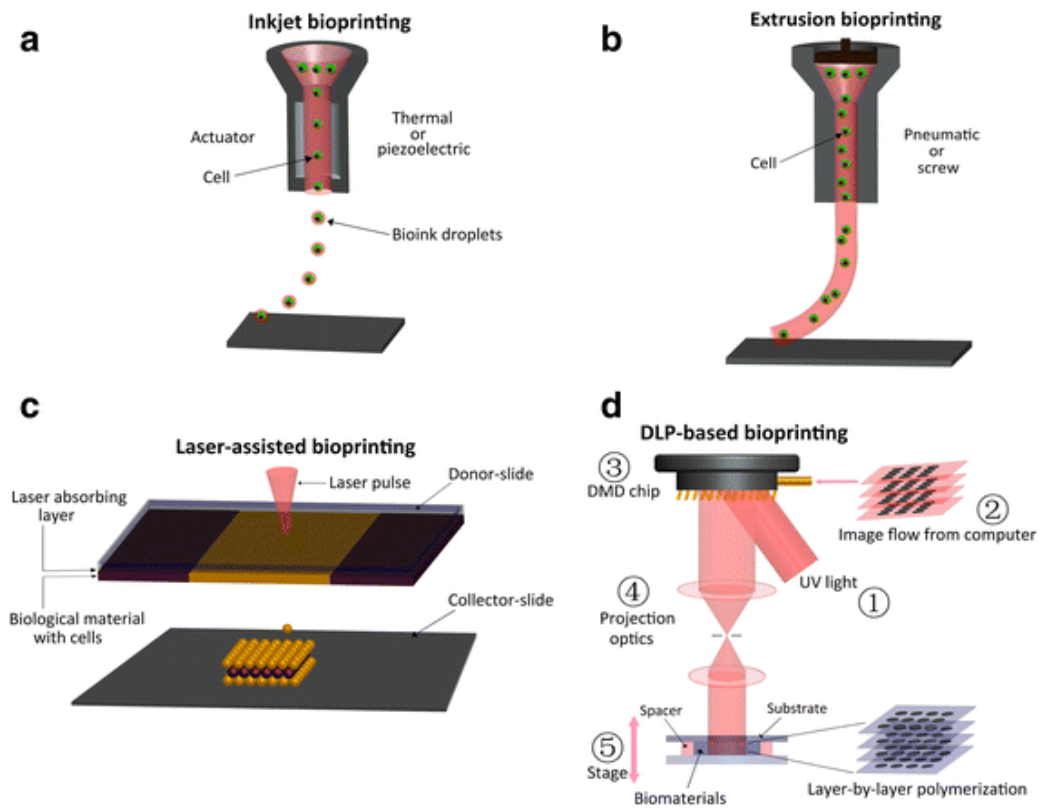 a
Inkjet bioprinting
Actuator
Thermal
or
piezoelectric
Cell
Bioink droplets
b
Extrusion bioprinting
Cell
Pneumatic
or
screw
c
Laser-assisted bioprinting
Laser pulse
Donor-slide
Laser absorbing
layer
Biological material
with cells
Collector-slide
d
DLP-based bioprinting
③
DMD chip
②
Image flow from computer
UV light
①
④
Projection
optics
Spacer
Substrate
⑤
Stage
Biomaterials
Layer-by-layer polymerization